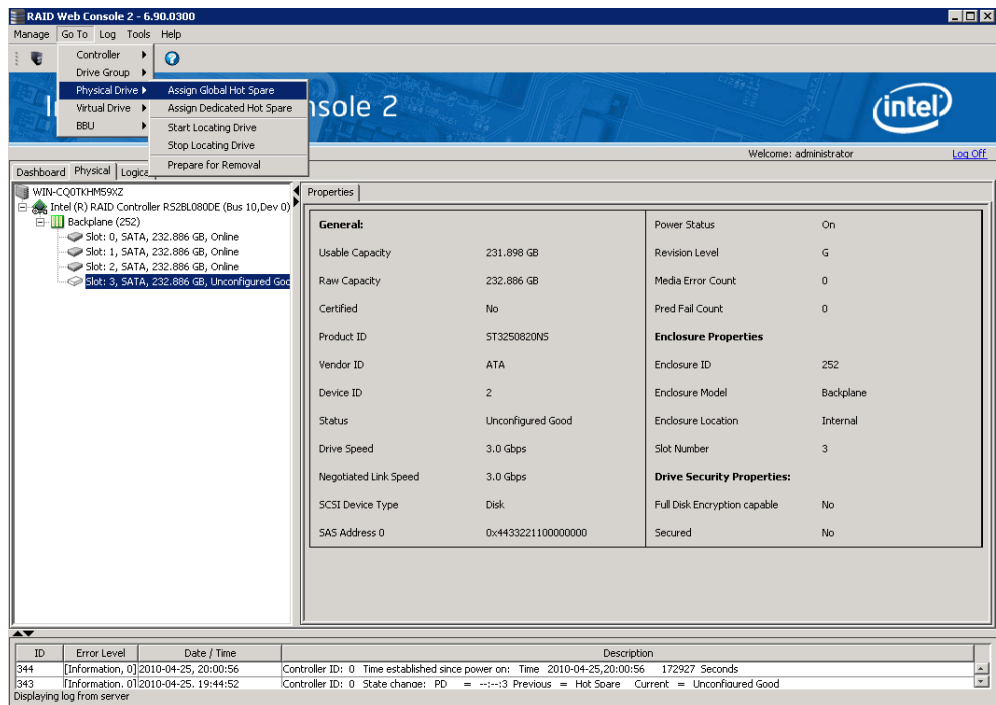 RAID Web Console 2 - 6.90.0300
Manage Go To Log Tools Help
Controller
Drive Group
Physical Drive
Virtual Drive
BBU
Assign Global Hot Spare
Assign Dedicated Hot Spare
Start Locating Drive
Stop Locating Drive
Prepare for Removal
nsole 2
intel
Welcome: administrator Log Off
Dashboard Physical Logica
WIN-CQ0TKHM59XZ
Intel (R) RAID Controller RS2BL080DE (Bus 10,Dev 0)
Backplane (252)
Slot: 0, SATA, 232.886 GB, Online
Slot: 1, SATA, 232.886 GB, Online
Slot: 2, SATA, 232.886 GB, Online
Slot: 3, SATA, 232.886 GB, Unconfigured Goo
Properties
General:
Usable Capacity 231.898 GB
Raw Capacity 232.886 GB
Certified No
Product ID ST3250820NS
Vendor ID ATA
Device ID 2
Status Unconfigured Good
Drive Speed 3.0 Gbps
Negotiated Link Speed 3.0 Gbps
SCSI Device Type Disk
SAS Address 0 0x4433221100000000
Power Status On
Revision Level G
Media Error Count 0
Pred Fail Count 0
Enclosure Properties
Enclosure ID 252
Enclosure Model Backplane
Enclosure Location Internal
Slot Number 3
Drive Security Properties:
Full Disk Encryption capable No
Secured No
ID Error Level Date / Time Description
344 [Information, 0] 2010-04-25, 20:00:56 Controller ID: 0 Time established since power on: Time 2010-04-25,20:00:56 172927 Seconds
343 [Information, 0] 2010-04-25, 19:44:52 Controller ID: 0 State change: PD = --:--:3 Previous = Hot Spare Current = Unconfigured Good
Displaying log from server